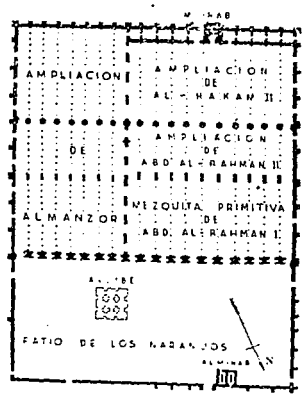 MIHRAB
AMPLIACION
DE
ALMANZOR
AMPLIACION
DE
AL-HAKAM II
AMPLIACION
DE
ABD AL-RAHMAN II
MEZQUITA PRIMITIVA
DE
ABD AL-RAHMAN I
ALJIBE
PATIO DE LOS NARANJOS
N
ALMINAR